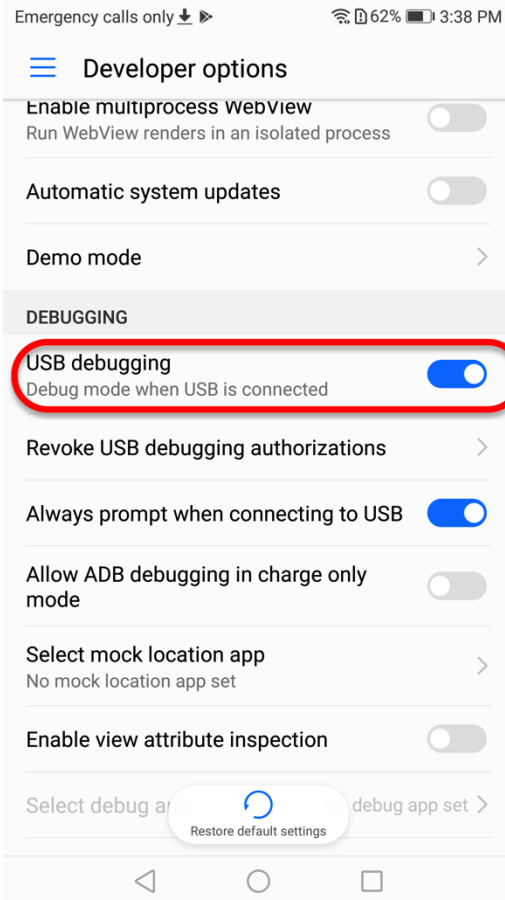 Emergency calls only 62% 3:38 PM
Developer options
Enable multiprocess WebView
Run WebView renders in an isolated process
Automatic system updates
Demo mode
DEBUGGING
USB debugging
Debug mode when USB is connected
Revoke USB debugging authorizations
Always prompt when connecting to USB
Allow ADB debugging in charge only
mode
Select mock location app
No mock location app set
Enable view attribute inspection
Select debug app No debug app set
Restore default settings